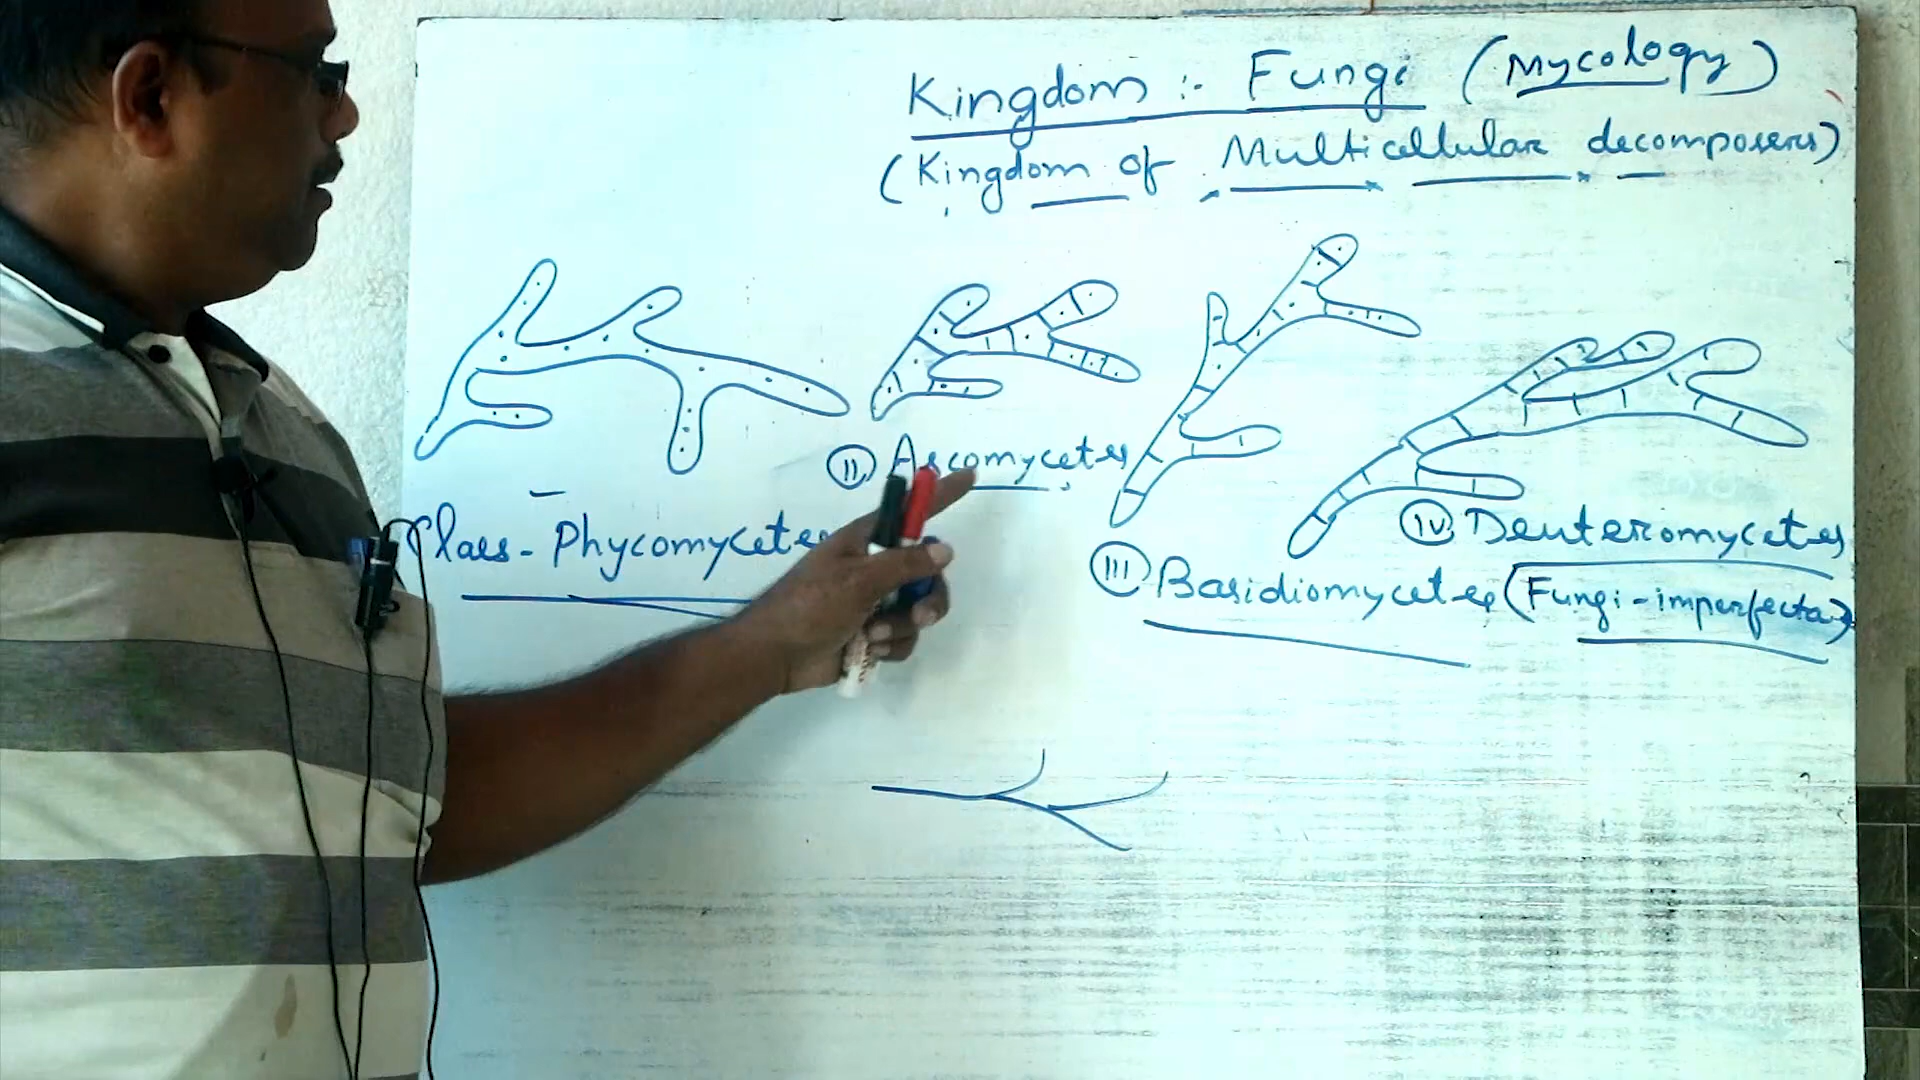 Kingdom :- Fungi (Mycology)
(Kingdom of Multicellular decomposers)
II Ascomycetes
Class - Phycomycetes
IV Deuteromycetes
III Basidiomycetes (Fungi-imperfecta)